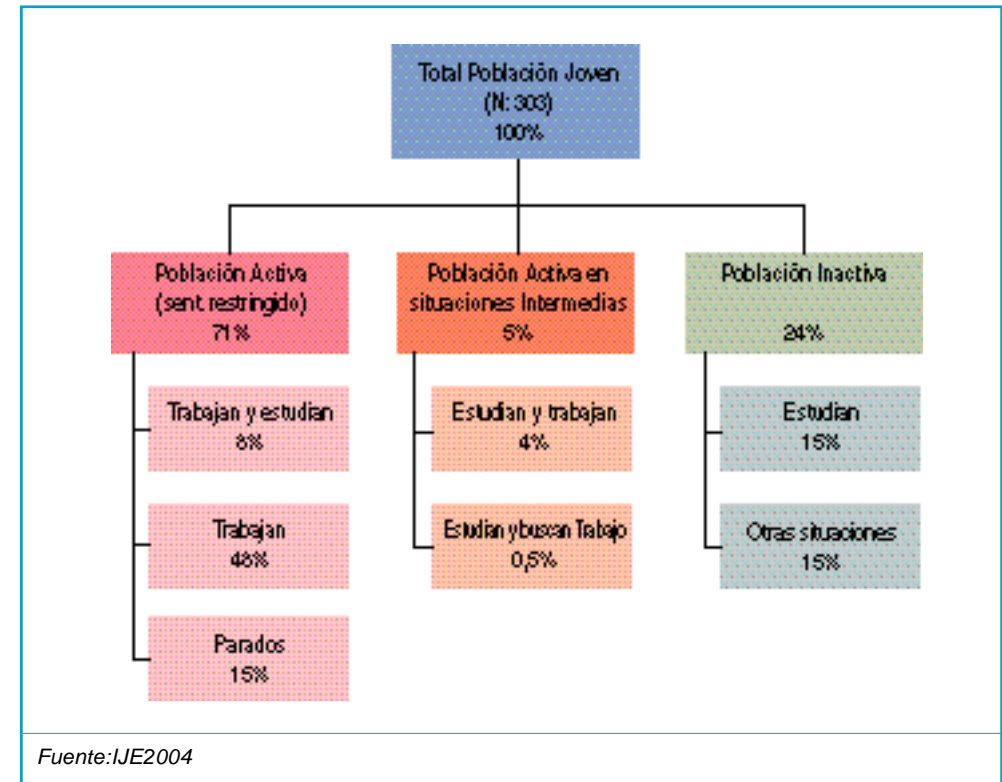 Total Población Joven
(N: 303)
100%
Población Activa
(sent. restringido)
71%
Población Activa en
situaciones Intermedias
5%
Población Inactiva
24%
Trabajan y estudian
8%
Trabajan
48%
Parados
15%
Estudian y trabajan
4%
Estudian y buscan Trabajo
0,5%
Estudian
15%
Otras situaciones
15%
Fuente:IJE2004